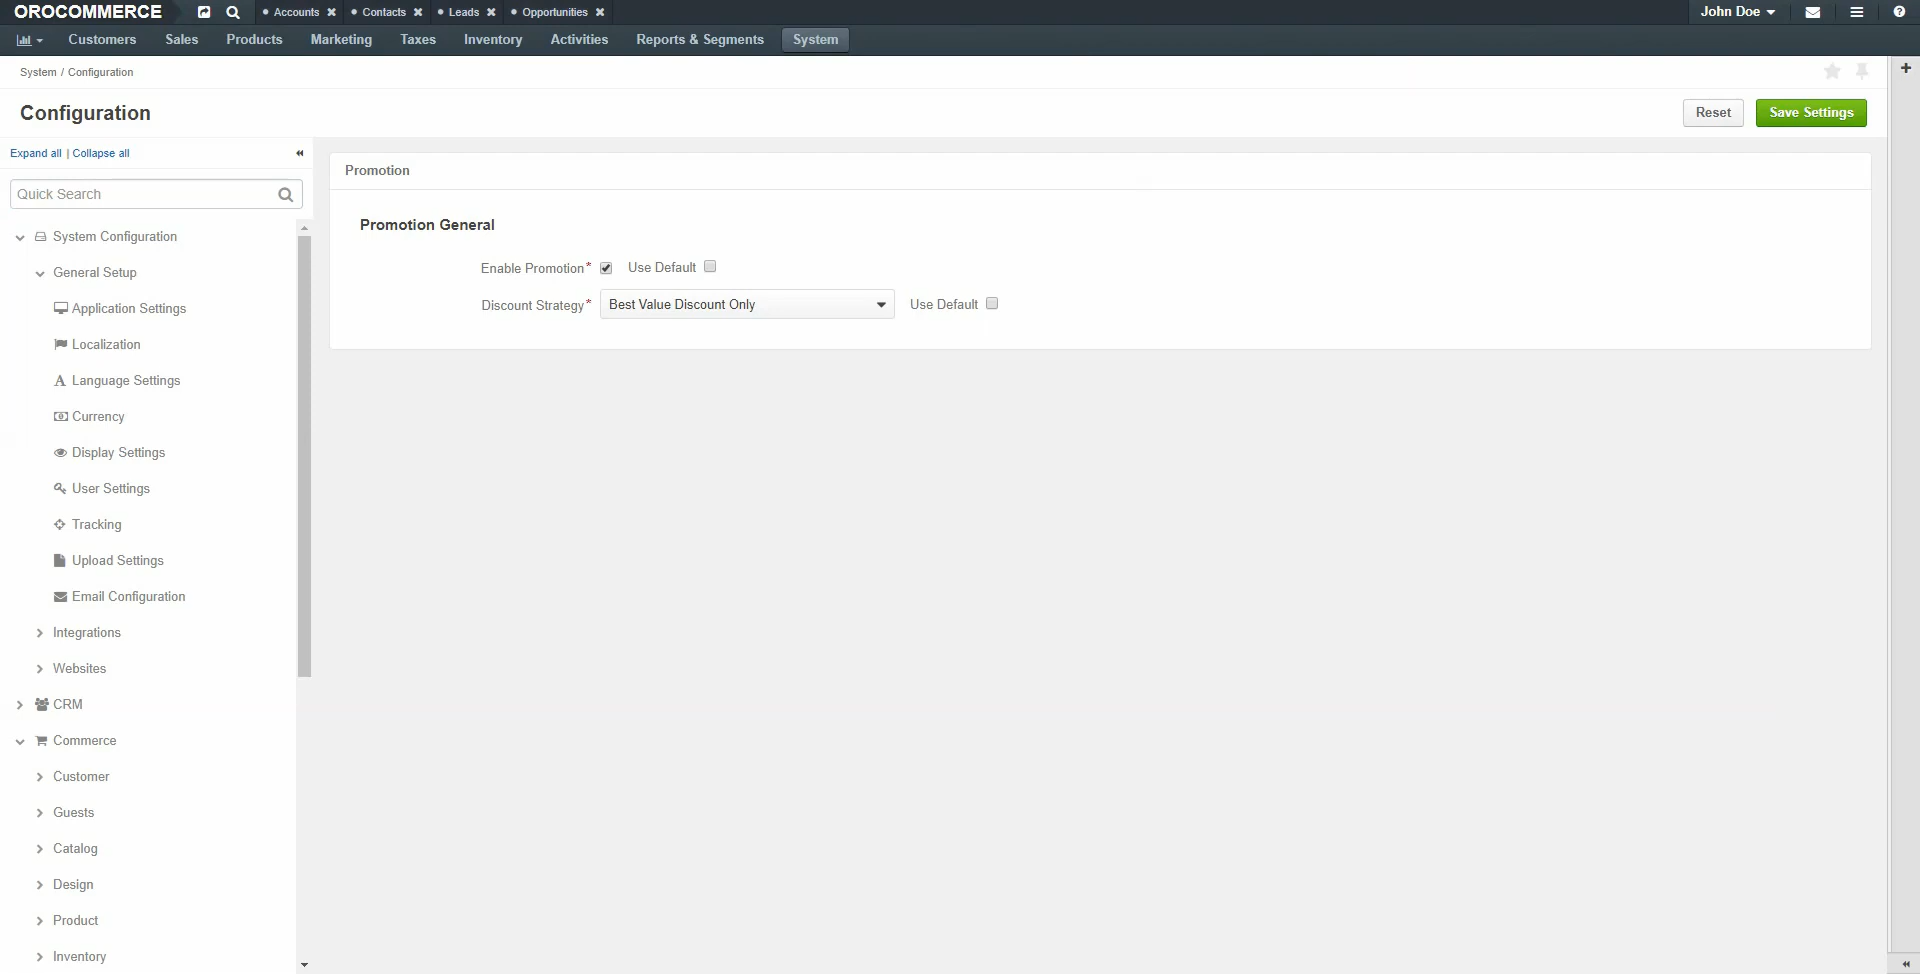 OROCOMMERCE Accounts Contacts Leads Opportunities John Doe
Customers Sales Products Marketing Taxes Inventory Activities Reports & Segments System
System / Configuration
Configuration Reset Save Settings
Expand all | Collapse all
Quick Search
System Configuration
General Setup
Application Settings
Localization
Language Settings
Currency
Display Settings
User Settings
Tracking
Upload Settings
Email Configuration
Integrations
Websites
CRM
Commerce
Customer
Guests
Catalog
Design
Product
Inventory
Promotion
Promotion General
Enable Promotion* Use Default
Discount Strategy* Best Value Discount Only Use Default